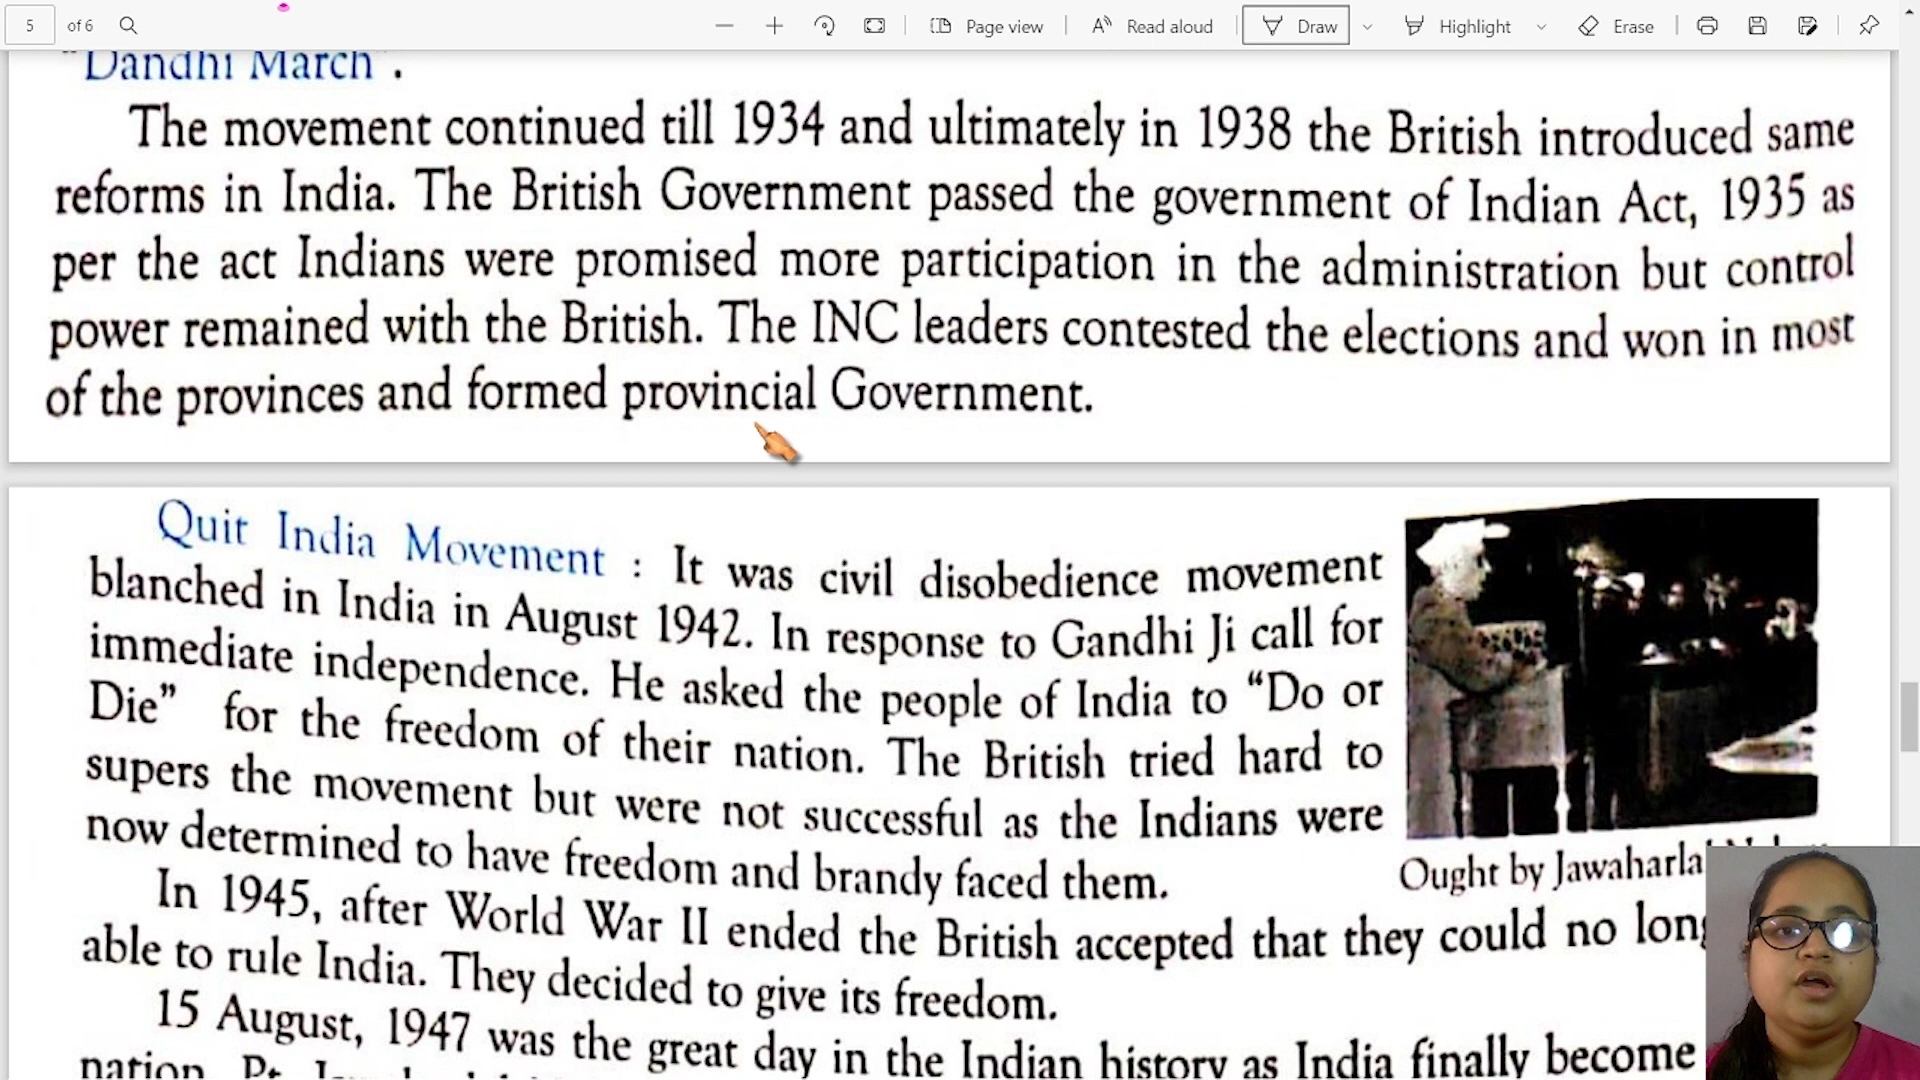 5 of 6 Page view Read aloud Draw Highlight Erase
"Dandhi March".
The movement continued till 1934 and ultimately in 1938 the British introduced same
reforms in India. The British Government passed the government of Indian Act, 1935 as
per the act Indians were promised more participation in the administration but control
power remained with the British. The INC leaders contested the elections and won in most
of the provinces and formed provincial Government.
Quit India Movement : It was civil disobedience movement
blanched in India in August 1942. In response to Gandhi Ji call for
immediate independence. He asked the people of India to "Do or
Die" for the freedom of their nation. The British tried hard to
supers the movement but were not successful as the Indians were
now determined to have freedom and brandy faced them.
Ought by Jawaharla
In 1945, after World War II ended the British accepted that they could no long
able to rule India. They decided to give its freedom.
15 August, 1947 was the great day in the Indian history as India finally become
nation. Pt.